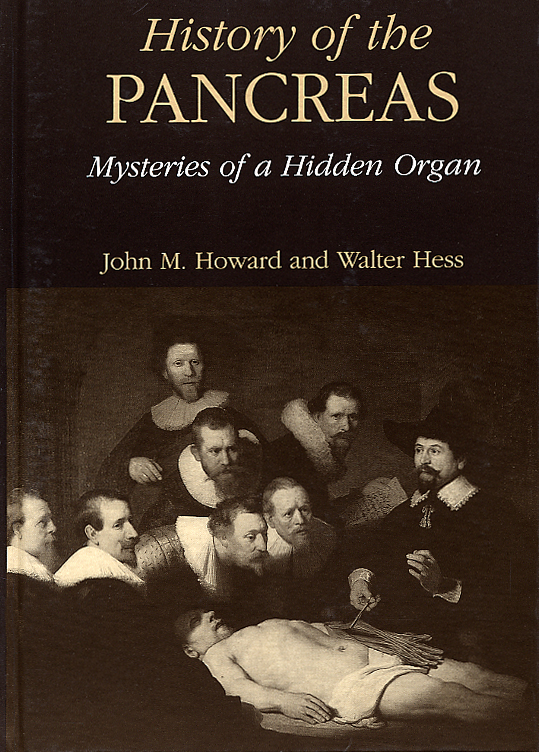 History of the
PANCREAS
Mysteries of a Hidden Organ
John M. Howard and Walter Hess